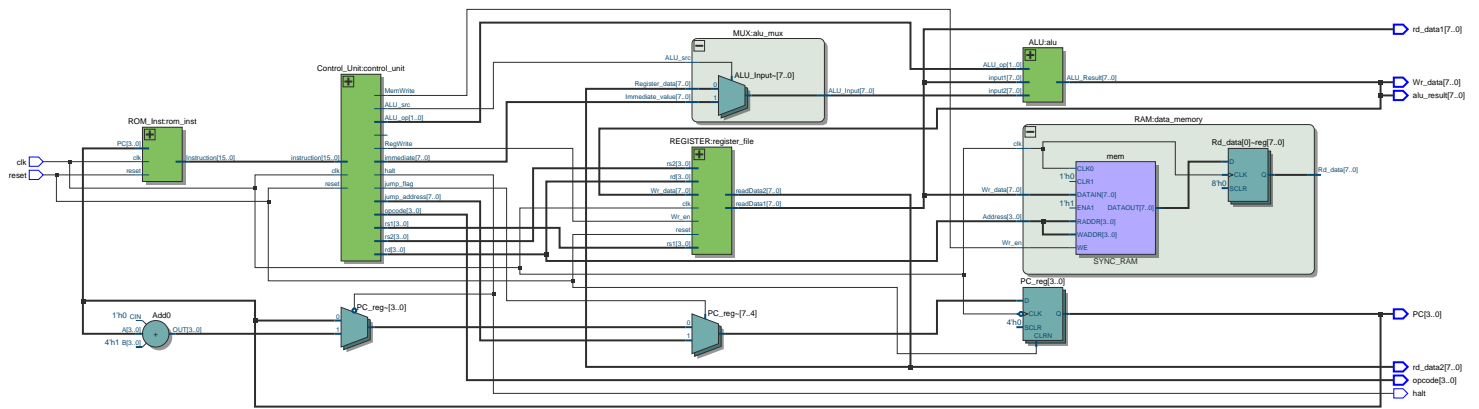 MUX:alu_mux
ALU_src
ALU_Input~[7..0]
Register_data[7..0]
0
Immediate_value[7..0]
1
ALU_Input[7..0]
ALU:alu
ALU_op[1..0]
input1[7..0]
ALU_Result[7..0]
input2[7..0]
rd_data1[7..0]
Wr_data[7..0]
alu_result[7..0]
Control_Unit:control_unit
MemWrite
ALU_src
ALU_op[1..0]
RegWrite
instruction[15..0]
immediate[7..0]
clk
halt
reset
jump_flag
jump_address[7..0]
opcode[3..0]
rs1[3..0]
rs2[3..0]
rd[3..0]
ROM_Inst:rom_inst
PC[3..0]
clk
Instruction[15..0]
reset
clk
reset
REGISTER:register_file
rs2[3..0]
rd[3..0]
Wr_data[7..0]
readData2[7..0]
clk
readData1[7..0]
Wr_en
reset
rs1[3..0]
RAM:data_memory
clk
Rd_data[0]~reg[7..0]
mem
D
CLK
Q
8'h0
SCLR
Rd_data[7..0]
CLK0
1'h0
CLR1
Wr_data[7..0]
DATAIN[7..0]
1'h1
ENA1
DATAOUT[7..0]
Address[3..0]
RADDR[3..0]
WADDR[3..0]
Wr_en
WE
SYNC_RAM
PC_reg[3..0]
D
CLK
Q
4'h0
SCLR
CLRN
PC[3..0]
1'h0
CIN
Add0
A[3..0]
+
OUT[3..0]
4'h1
B[3..0]
PC_reg~[3..0]
0
1
PC_reg~[7..4]
0
1
rd_data2[7..0]
opcode[3..0]
halt